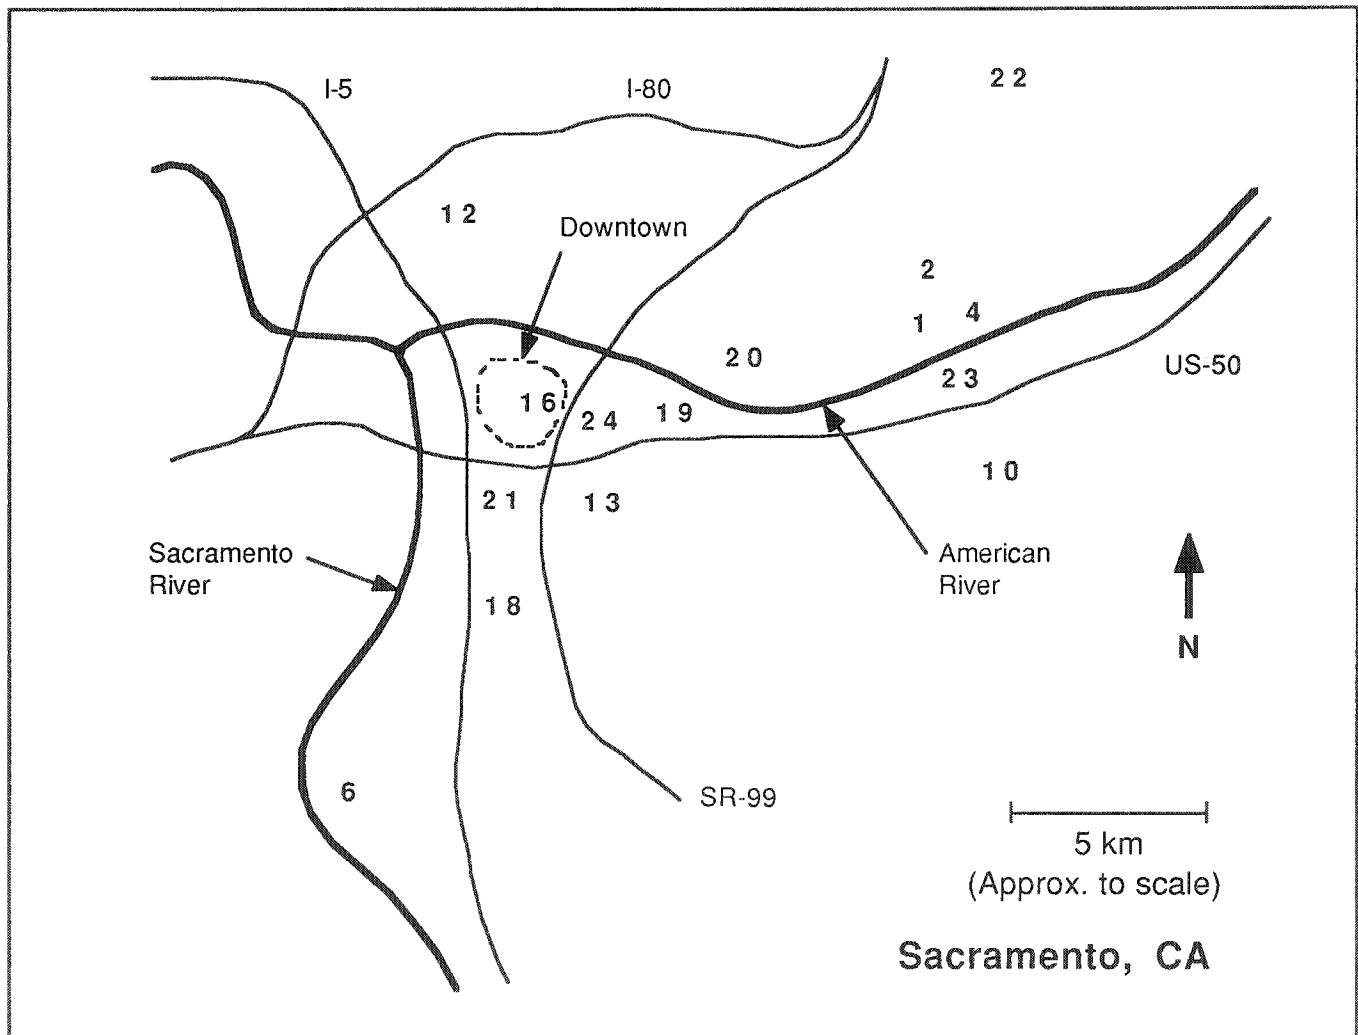 I-5
I-80
22
12
Downtown
2
4
1
20
US-50
23
16
24
19
10
21
13
Sacramento
River
American
River
18
N
6
SR-99
5 km
(Approx. to scale)
Sacramento, CA